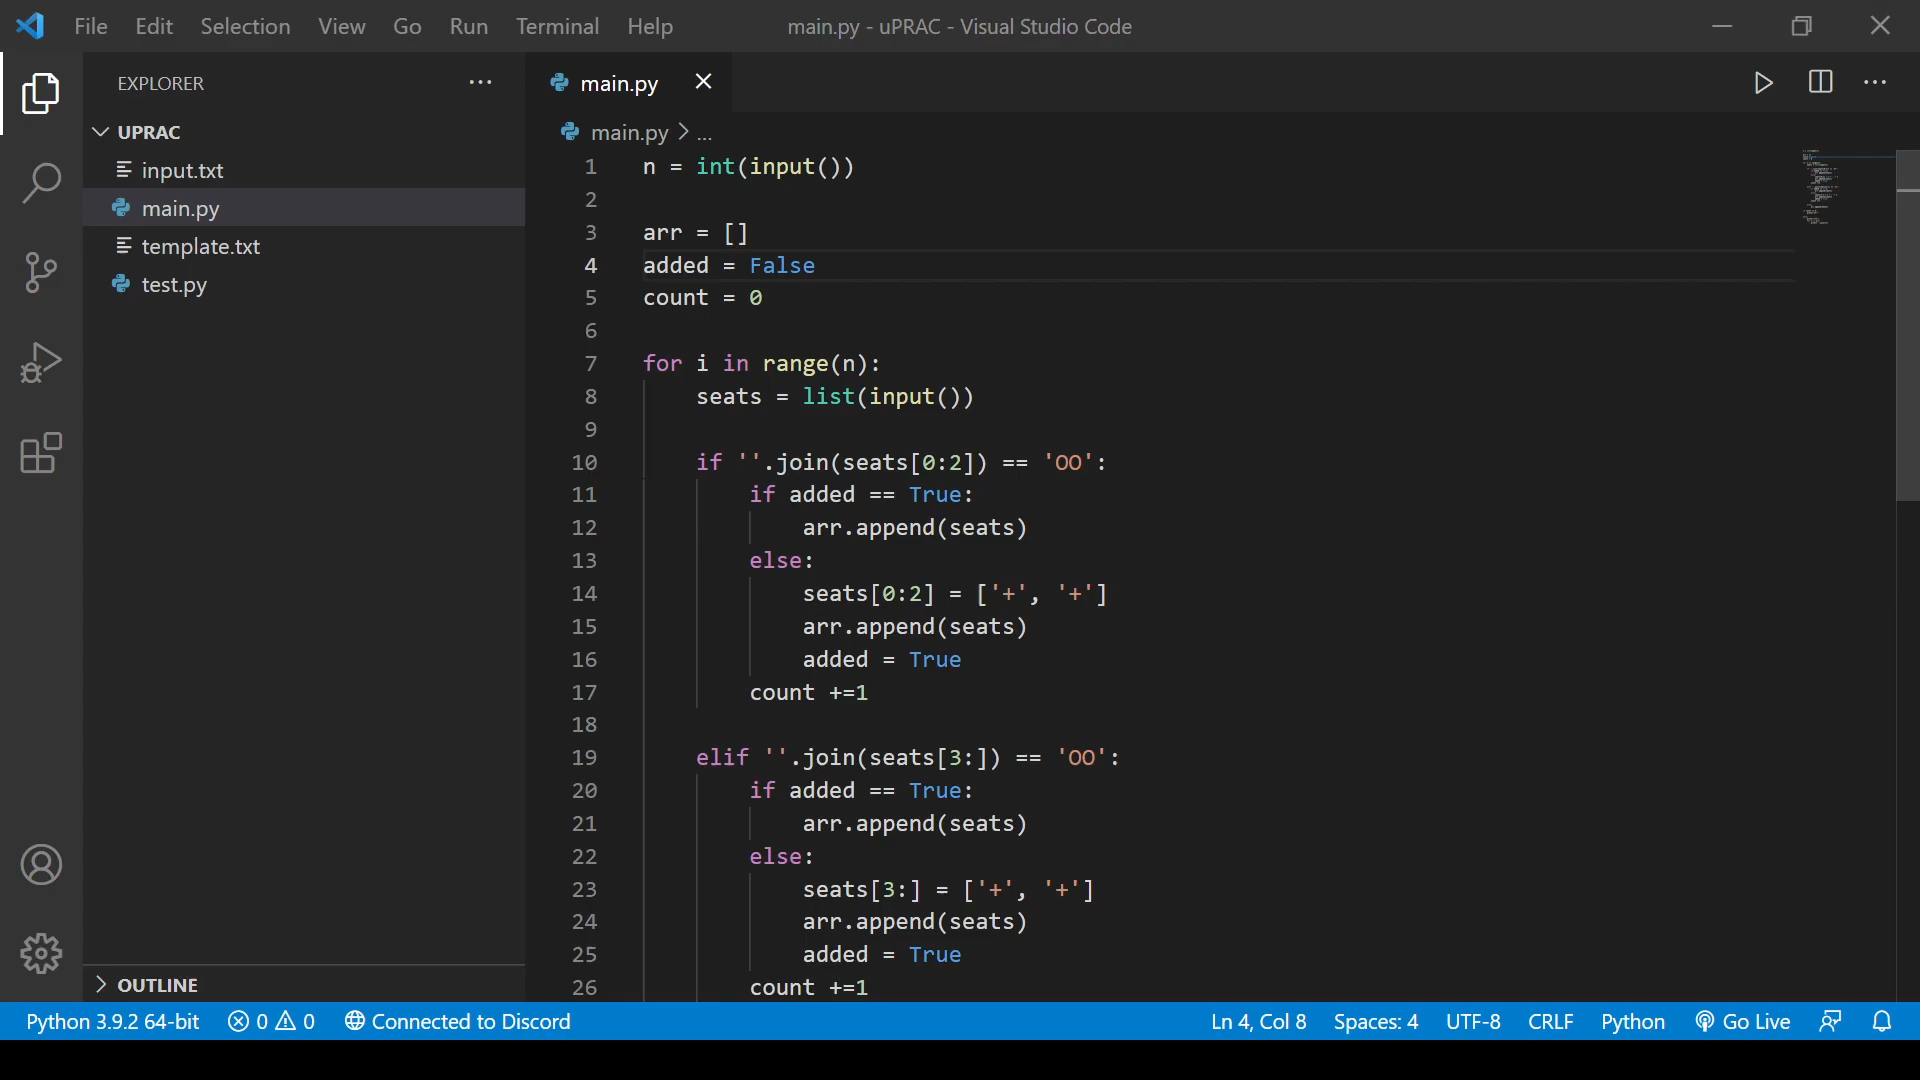 File Edit Selection View Go Run Terminal Help main.py - uPRAC - Visual Studio Code
EXPLORER
UPRAC
input.txt
main.py
template.txt
test.py
OUTLINE
main.py
main.py > ...
1 n = int(input())
2
3 arr = []
4 added = False
5 count = 0
6
7 for i in range(n):
8     seats = list(input())
9
10     if ''.join(seats[0:2]) == 'OO':
11         if added == True:
12             arr.append(seats)
13         else:
14             seats[0:2] = ['+', '+']
15             arr.append(seats)
16             added = True
17         count +=1
18
19     elif ''.join(seats[3:]) == 'OO':
20         if added == True:
21             arr.append(seats)
22         else:
23             seats[3:] = ['+', '+']
24             arr.append(seats)
25             added = True
26         count +=1
Python 3.9.2 64-bit 0 0 Connected to Discord Ln 4, Col 8 Spaces: 4 UTF-8 CRLF Python Go Live